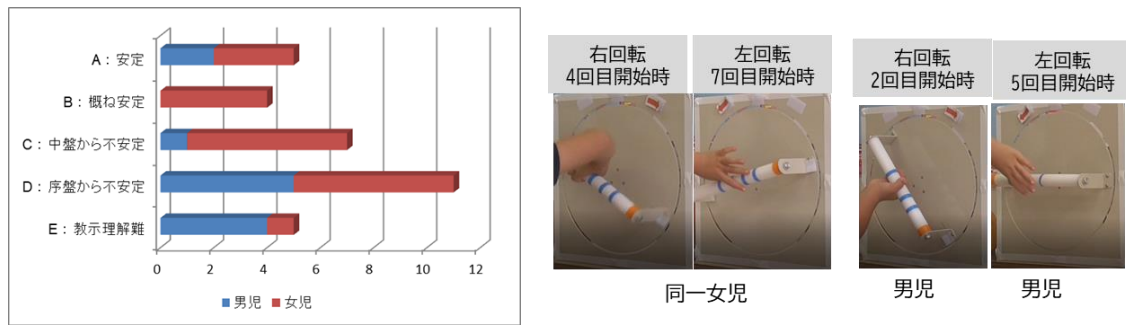 A：安定
B：概ね安定
C：中盤から不安定
D：序盤から不安定
E：教示理解難
0 2 4 6 8 10 12
男児 女児
右回転
4回目開始時
左回転
7回目開始時
同一女児
右回転
2回目開始時
左回転
5回目開始時
男児
男児